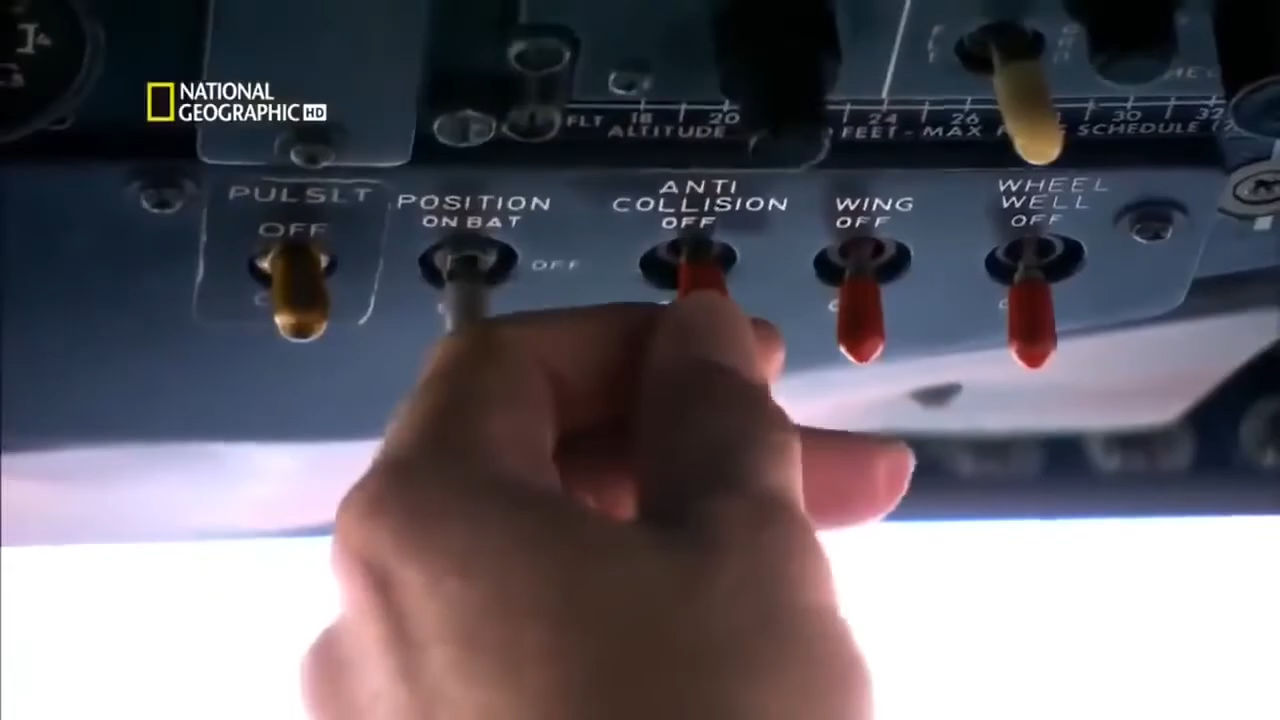 NATIONAL
GEOGRAPHIC HD
FLT 18 20 24 26 30 32
ALTITUDE FEET - MAX SCHEDULE
PULSLT
OFF
POSITION
ON BAT
OFF
ANTI
COLLISION
OFF
WING
OFF
WHEEL
WELL
OFF